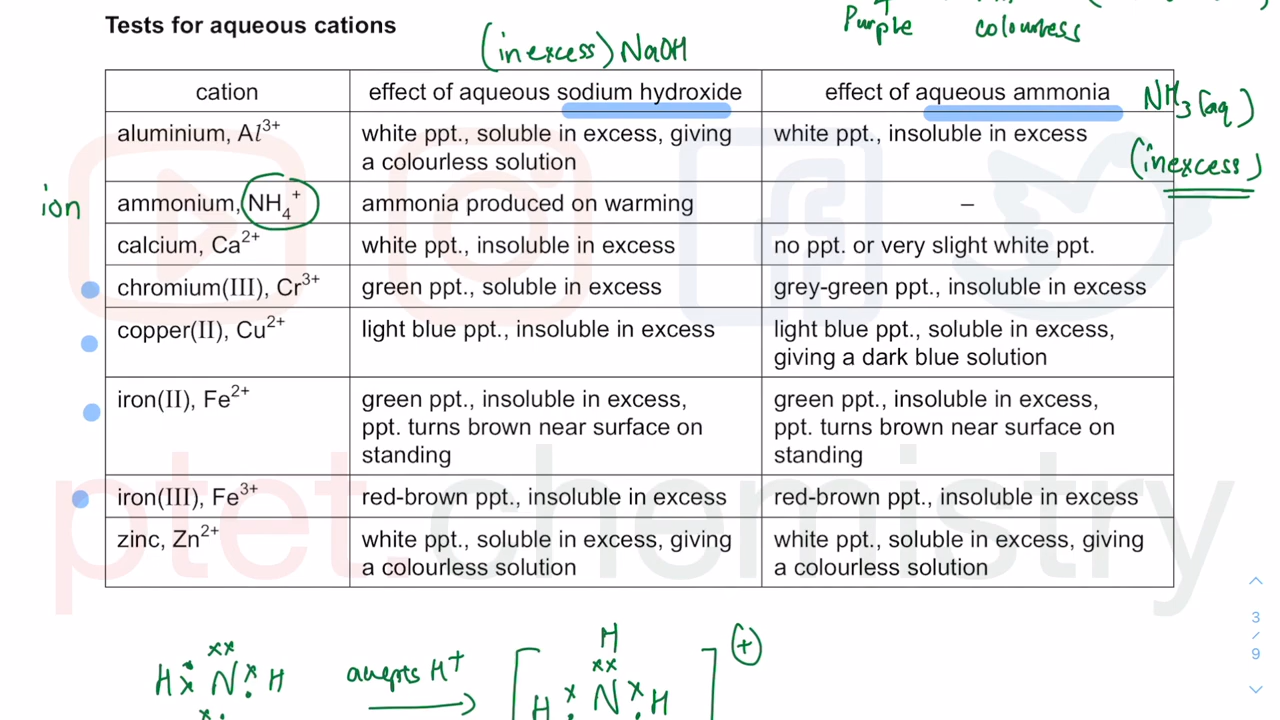 Tests for aqueous cations
Purple colourless
(in excess) NaOH
cation effect of aqueous sodium hydroxide effect of aqueous ammonia
NH3(aq)
(in excess)
aluminium, Al³⁺ white ppt., soluble in excess, giving a colourless solution white ppt., insoluble in excess
ion
ammonium, NH₄⁺ ammonia produced on warming –
calcium, Ca²⁺ white ppt., insoluble in excess no ppt. or very slight white ppt.
chromium(III), Cr³⁺ green ppt., soluble in excess grey-green ppt., insoluble in excess
copper(II), Cu²⁺ light blue ppt., insoluble in excess light blue ppt., soluble in excess, giving a dark blue solution
iron(II), Fe²⁺ green ppt., insoluble in excess, ppt. turns brown near surface on standing green ppt., insoluble in excess, ppt. turns brown near surface on standing
iron(III), Fe³⁺ red-brown ppt., insoluble in excess red-brown ppt., insoluble in excess
zinc, Zn²⁺ white ppt., soluble in excess, giving a colourless solution white ppt., soluble in excess, giving a colourless solution
ptet.chemistry
3
/
9
H
xx xx
H N H accepts H⁺ [ H N H ] +